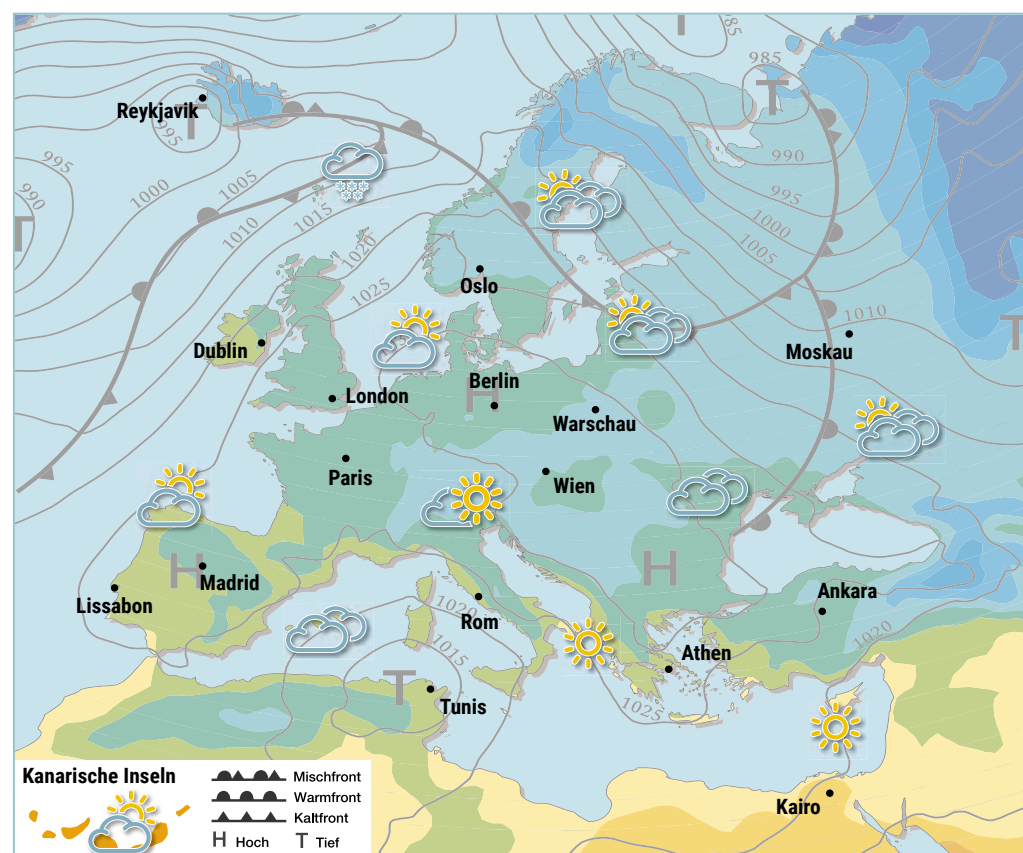 985
T
985
T
Reykjavik
T
995
995
990
990
1000
1005
995
T
1000
1010
1015
1020
1005
Oslo
1025
1010
T
Dublin
Moskau
Berlin
H
London
Warschau
Paris
Wien
H
Madrid
H
Lissabon
Ankara
1020
Rom
1020
1015
Athen
T
Tunis
1025
Kairo
Kanarische Inseln
Mischfront
Warmfront
Kaltfront
H Hoch T Tief